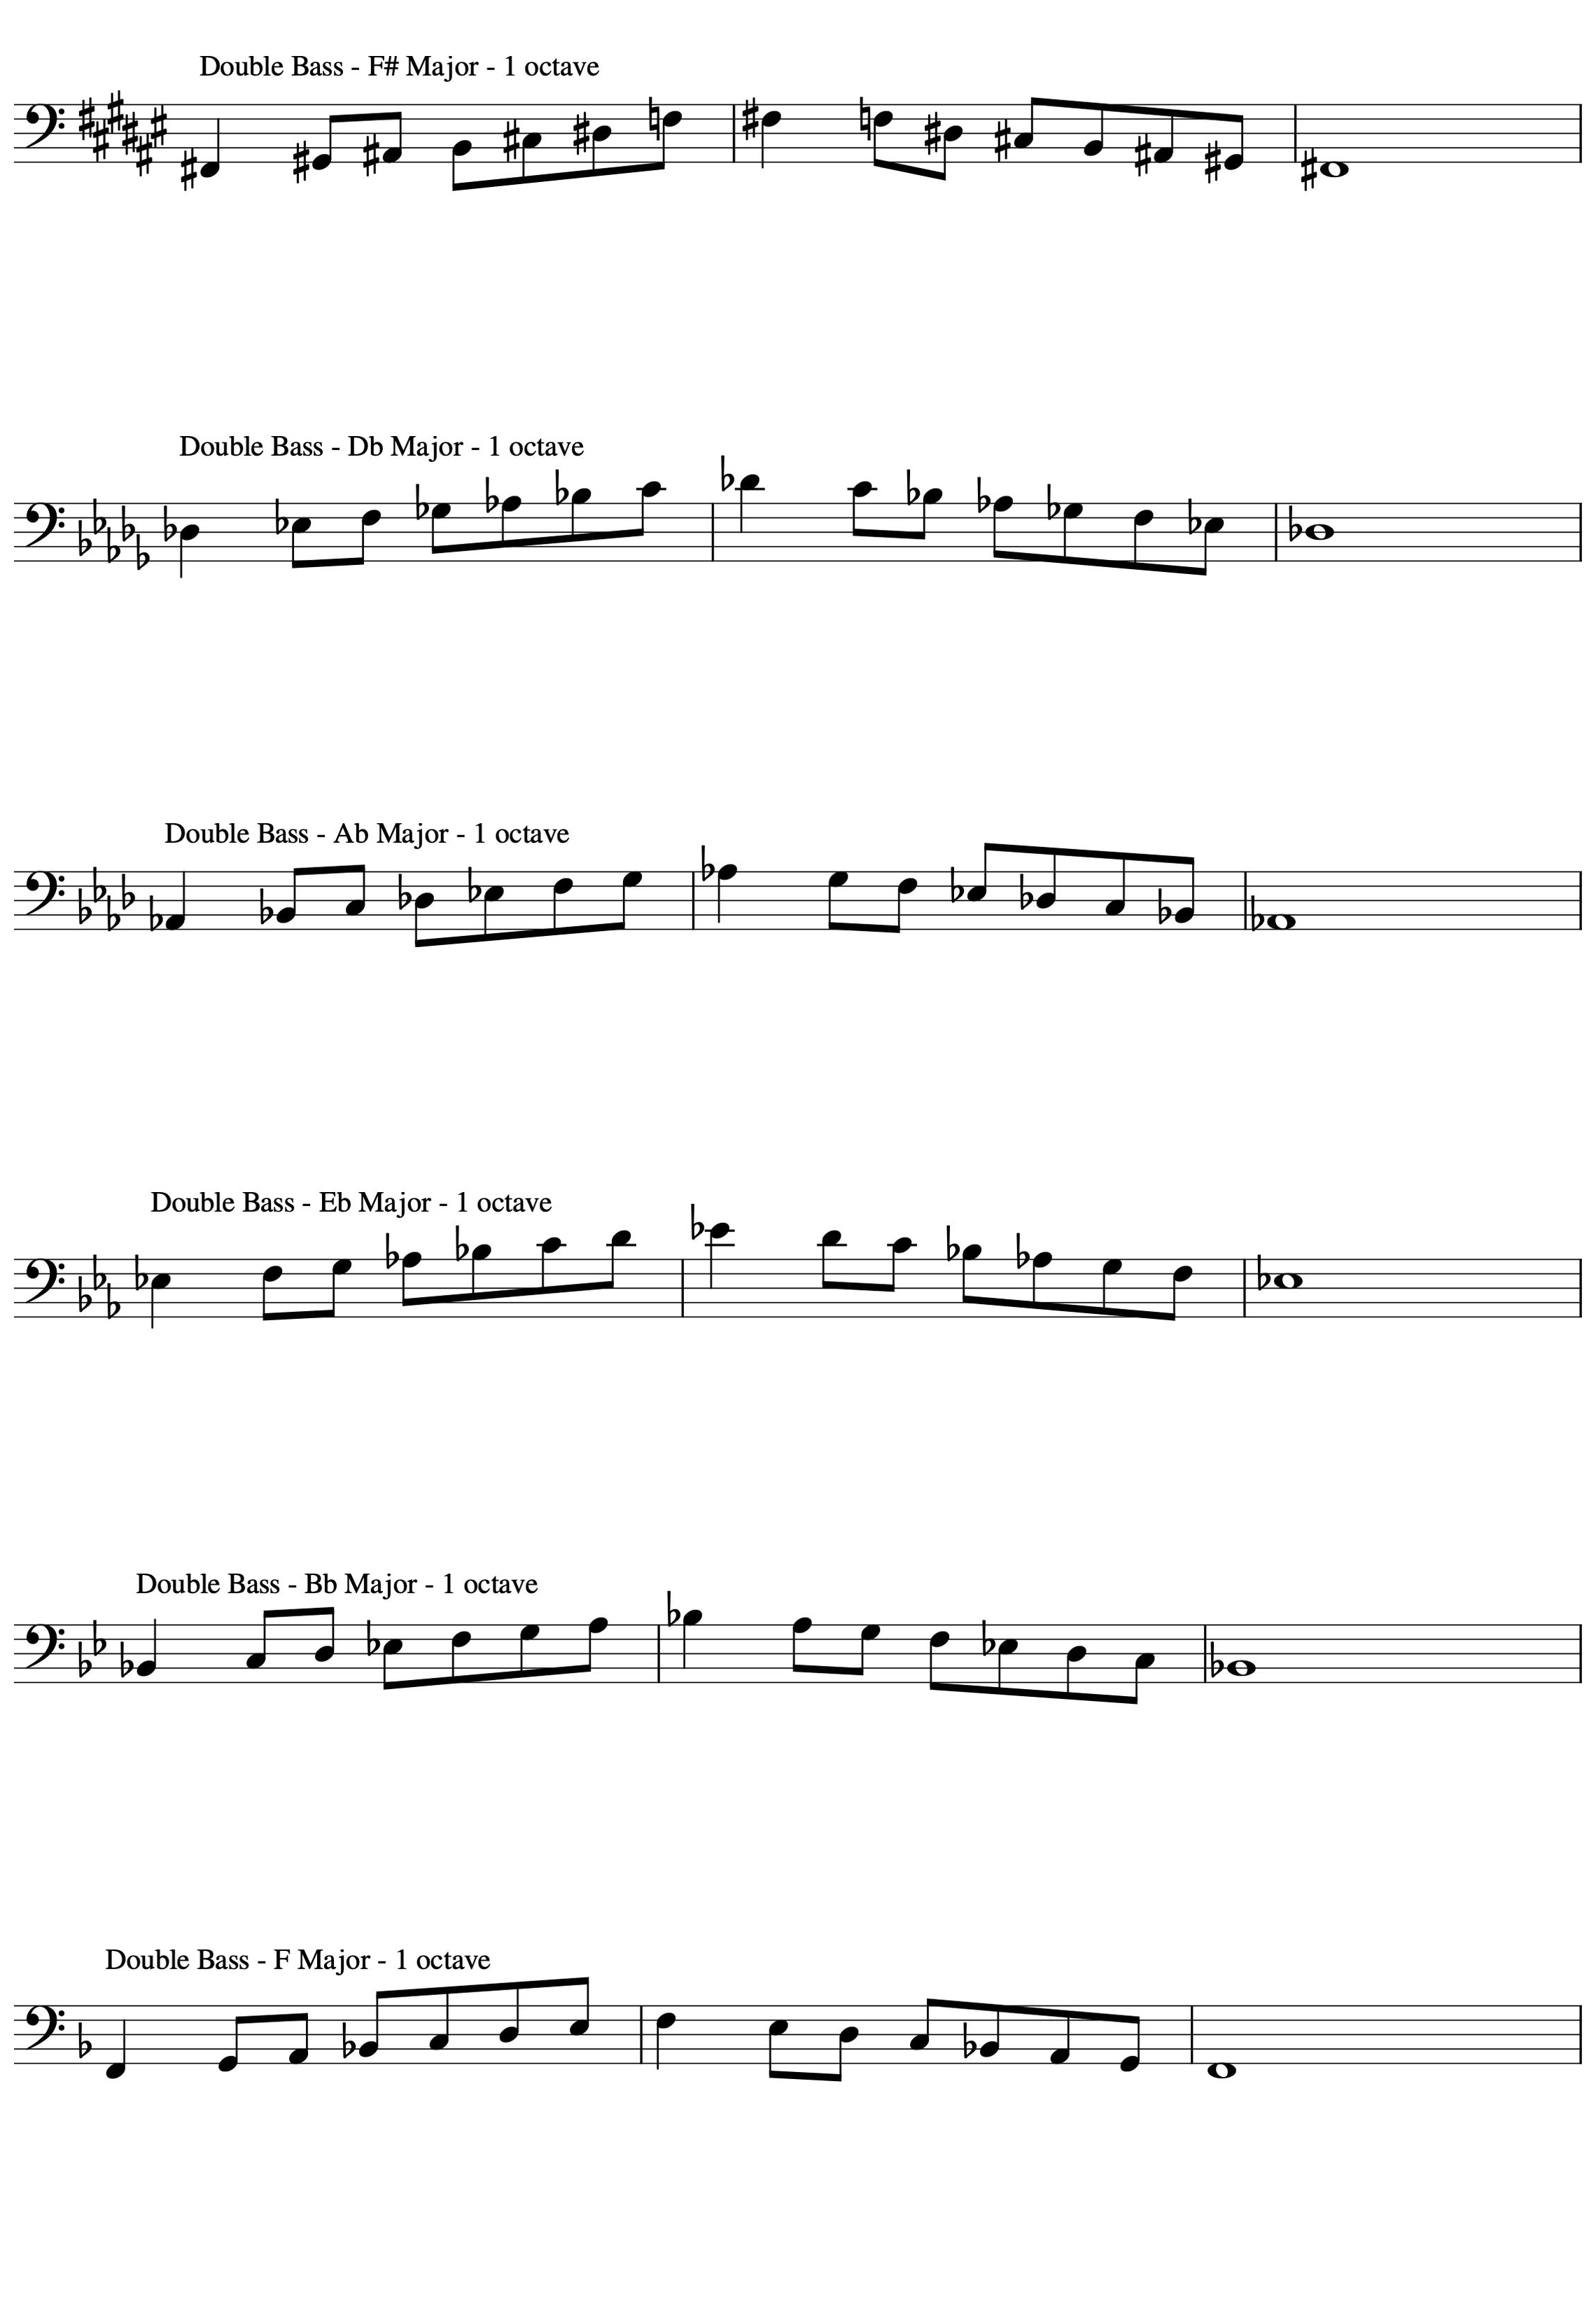 Double Bass - F# Major - 1 octave
Double Bass - Db Major - 1 octave
Double Bass - Ab Major - 1 octave
Double Bass - Eb Major - 1 octave
Double Bass - Bb Major - 1 octave
Double Bass - F Major - 1 octave